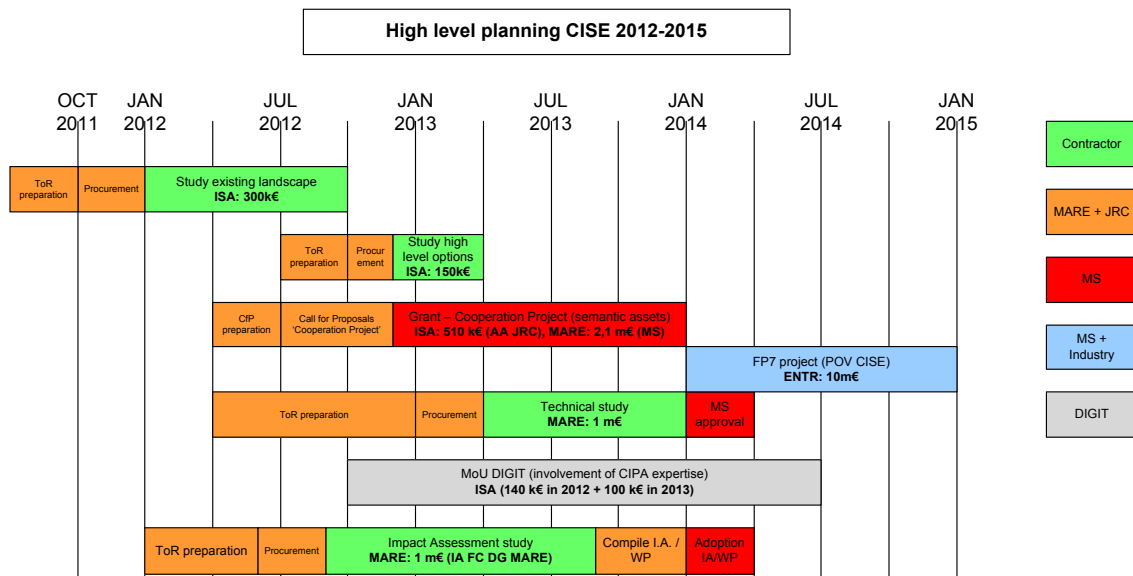 High level planning CISE 2012-2015
OCT
2011
JAN
2012
JUL
2012
JAN
2013
JUL
2013
JAN
2014
JUL
2014
JAN
2015
Contractor
MARE + JRC
MS
MS +
Industry
DIGIT
ToR
preparation
Procurement
Study existing landscape
ISA: 300k€
ToR
preparation
Procur
ement
Study high
level options
ISA: 150k€
CfP
preparation
Call for Proposals
'Cooperation Project'
Grant – Cooperation Project (semantic assets)
ISA: 510 k€ (AA JRC), MARE: 2,1 m€ (MS)
FP7 project (POV CISE)
ENTR: 10m€
ToR preparation
Procurement
Technical study
MARE: 1 m€
MS
approval
MoU DIGIT (involvement of CIPA expertise)
ISA (140 k€ in 2012 + 100 k€ in 2013)
ToR preparation
Procurement
Impact Assessment study
MARE: 1 m€ (IA FC DG MARE)
Compile I.A. /
WP
Adoption
IA/WP